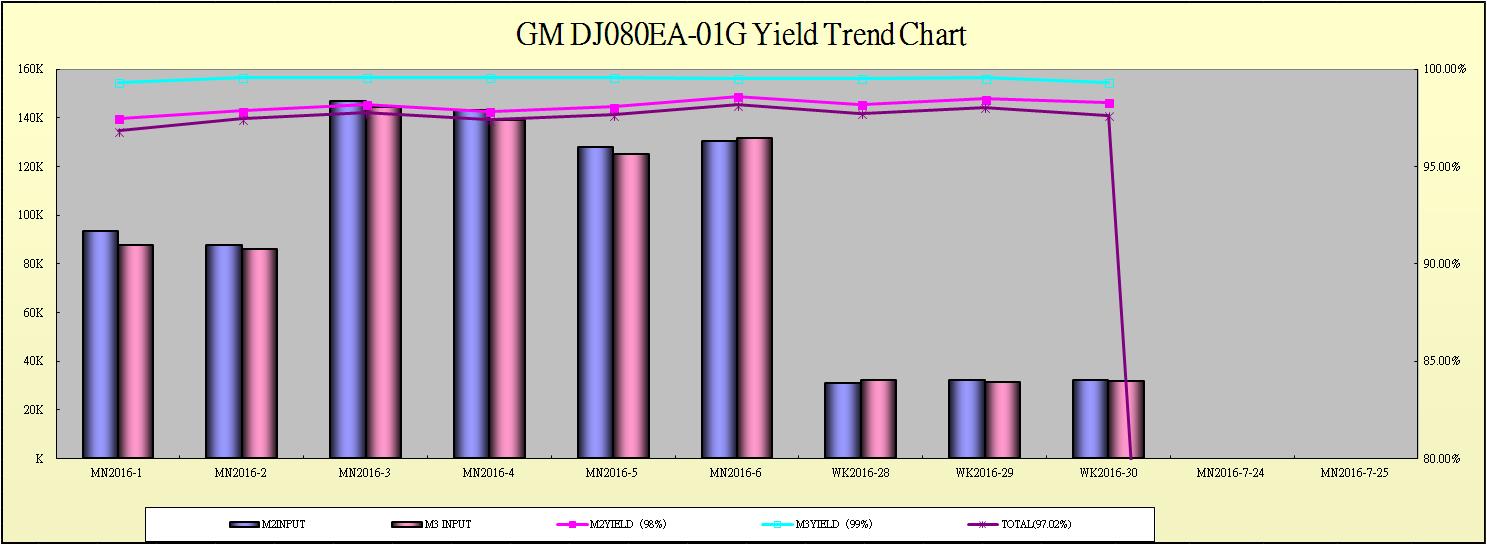 GM DJ080EA-01G Yield Trend Chart
160K
140K
120K
100K
80K
60K
40K
20K
K
100.00%
95.00%
90.00%
85.00%
80.00%
MN2016-1 MN2016-2 MN2016-3 MN2016-4 MN2016-5 MN2016-6 WK2016-28 WK2016-29 WK2016-30 MN2016-7-24 MN2016-7-25
M2INPUT M3 INPUT M2YIELD (98%) M3YIELD (99%) TOTAL(97.02%)